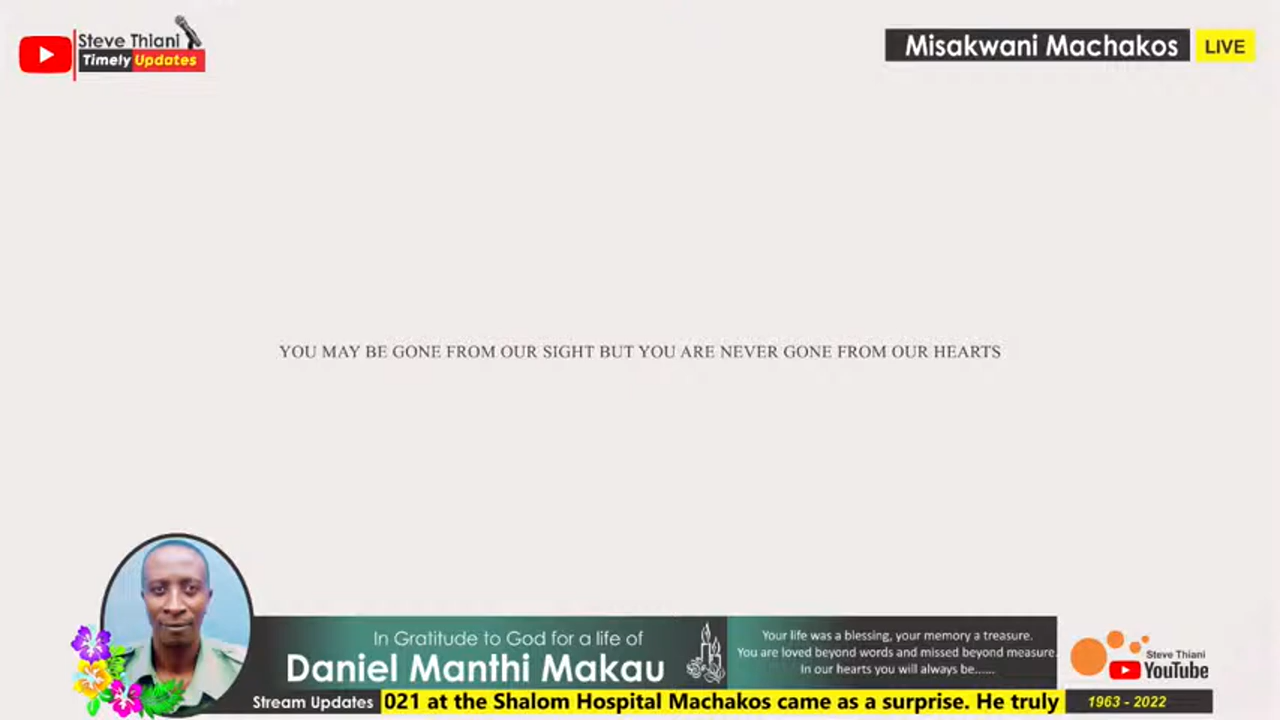 Steve Thiani
Timely Updates
Misakwani Machakos
LIVE
YOU MAY BE GONE FROM OUR SIGHT BUT YOU ARE NEVER GONE FROM OUR HEARTS
In Gratitude to God for a life of
Daniel Manthi Makau
Your life was a blessing, your memory a treasure.
You are loved beyond words and missed beyond measure.
In our hearts you will always be......
Steve Thiani
YouTube
Stream Updates
021 at the Shalom Hospital Machakos came as a surprise. He truly
1963 - 2022